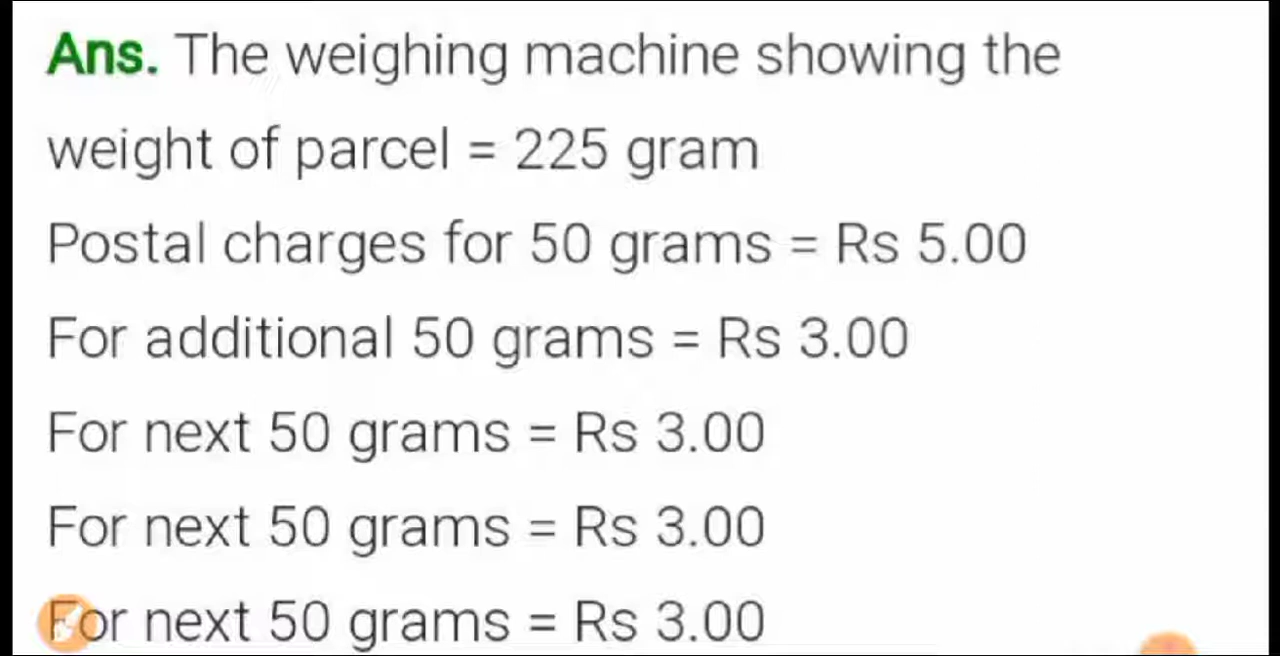 Ans. The weighing machine showing the
weight of parcel = 225 gram
Postal charges for 50 grams = Rs 5.00
For additional 50 grams = Rs 3.00
For next 50 grams = Rs 3.00
For next 50 grams = Rs 3.00
For next 50 grams = Rs 3.00